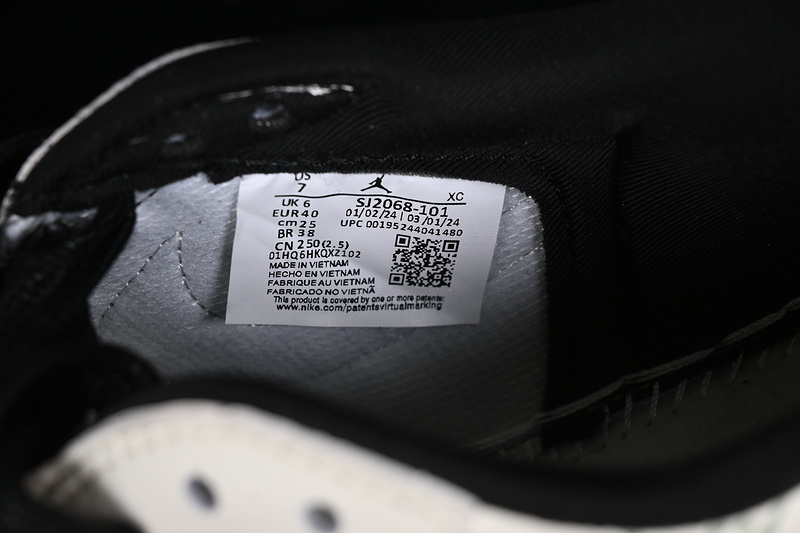 US
7
XC
UK 6
SJ2068-101
EUR 40
01/02/24 | 03/01/24
cm 25
UPC 00195244041480
BR 38
CN 250(2.5)
01HQ6HKQXZ102
MADE IN VIETNAM
HECHO EN VIETNAM
FABRIQUE AU VIETNAM
FABRICADO NO VIETNÃ
This product is covered by one or more patents:
www.nike.com/patentsvirtualmarking